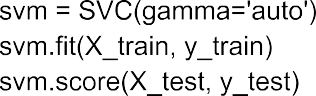 svm = SVC(gamma='auto')
svm.fit(X_train, y_train)
svm.score(X_test, y_test)